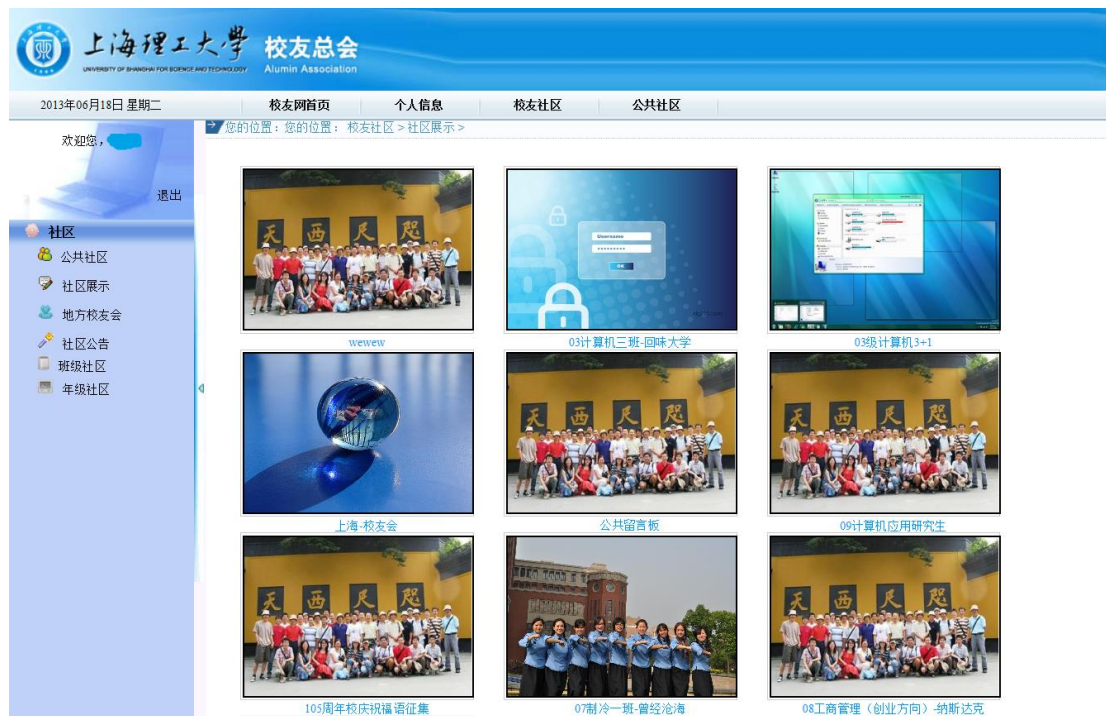 上海理工大學 校友总会
UNIVERSITY OF SHANGHAI FOR SCIENCE AND TECHNOLOGY Alumin Association
2013年06月18日 星期二 校友网首页 个人信息 校友社区 公共社区
您的位置：您的位置： 校友社区 > 社区展示 >
欢迎您，
退出
社区
公共社区
社区展示
地方校友会
社区公告
班级社区
年级社区
天 西 尺 咫
Username
OK
wewew 03计算机三班-回味大学 03级计算机3+1
天 西 尺 咫
天 西 尺 咫
上海-校友会 公共留言板 09计算机应用研究生
天 西 尺 咫
天 西 尺 咫
105周年校庆祝福语征集 07制冷一班-曾经沧海 08工商管理（创业方向）-纳斯达克